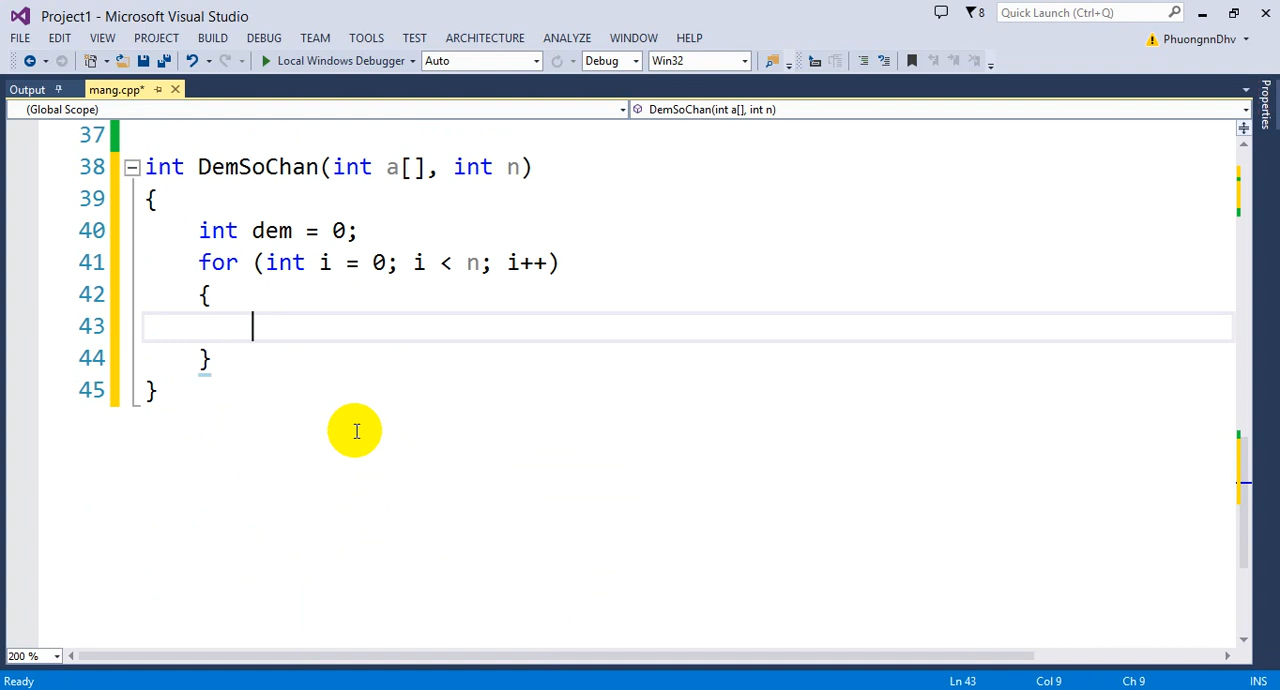 Project1 - Microsoft Visual Studio
8
Quick Launch (Ctrl+Q)
FILE EDIT VIEW PROJECT BUILD DEBUG TEAM TOOLS TEST ARCHITECTURE ANALYZE WINDOW HELP
PhuongnnDhv
Local Windows Debugger Auto Debug Win32
Output mang.cpp*
(Global Scope) DemSoChan(int a[], int n)
Properties
37
38 int DemSoChan(int a[], int n)
39 {
40 int dem = 0;
41 for (int i = 0; i < n; i++)
42 {
43
44 }
45 }
200 %
Ready Ln 43 Col 9 Ch 9 INS